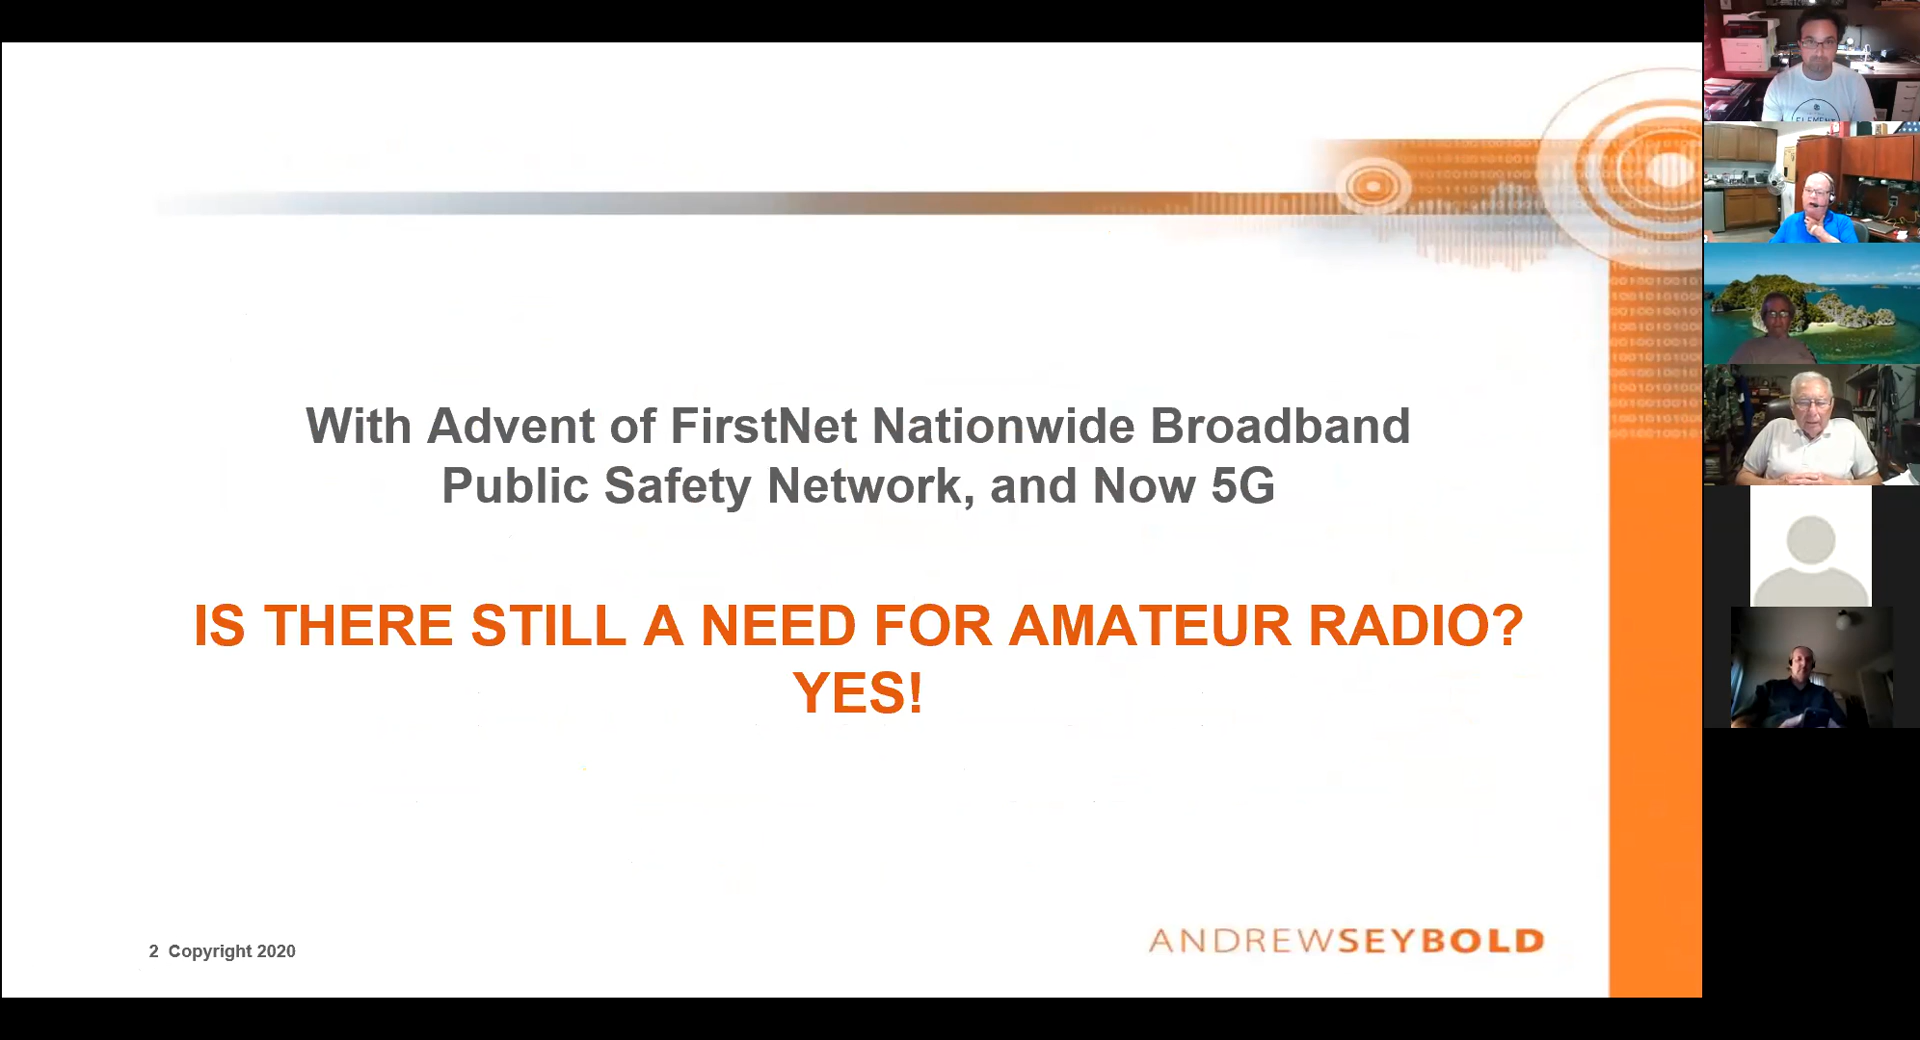 With Advent of FirstNet Nationwide Broadband
Public Safety Network, and Now 5G
IS THERE STILL A NEED FOR AMATEUR RADIO?
YES!
2 Copyright 2020
ANDREWSEYBOLD
ELEMENT